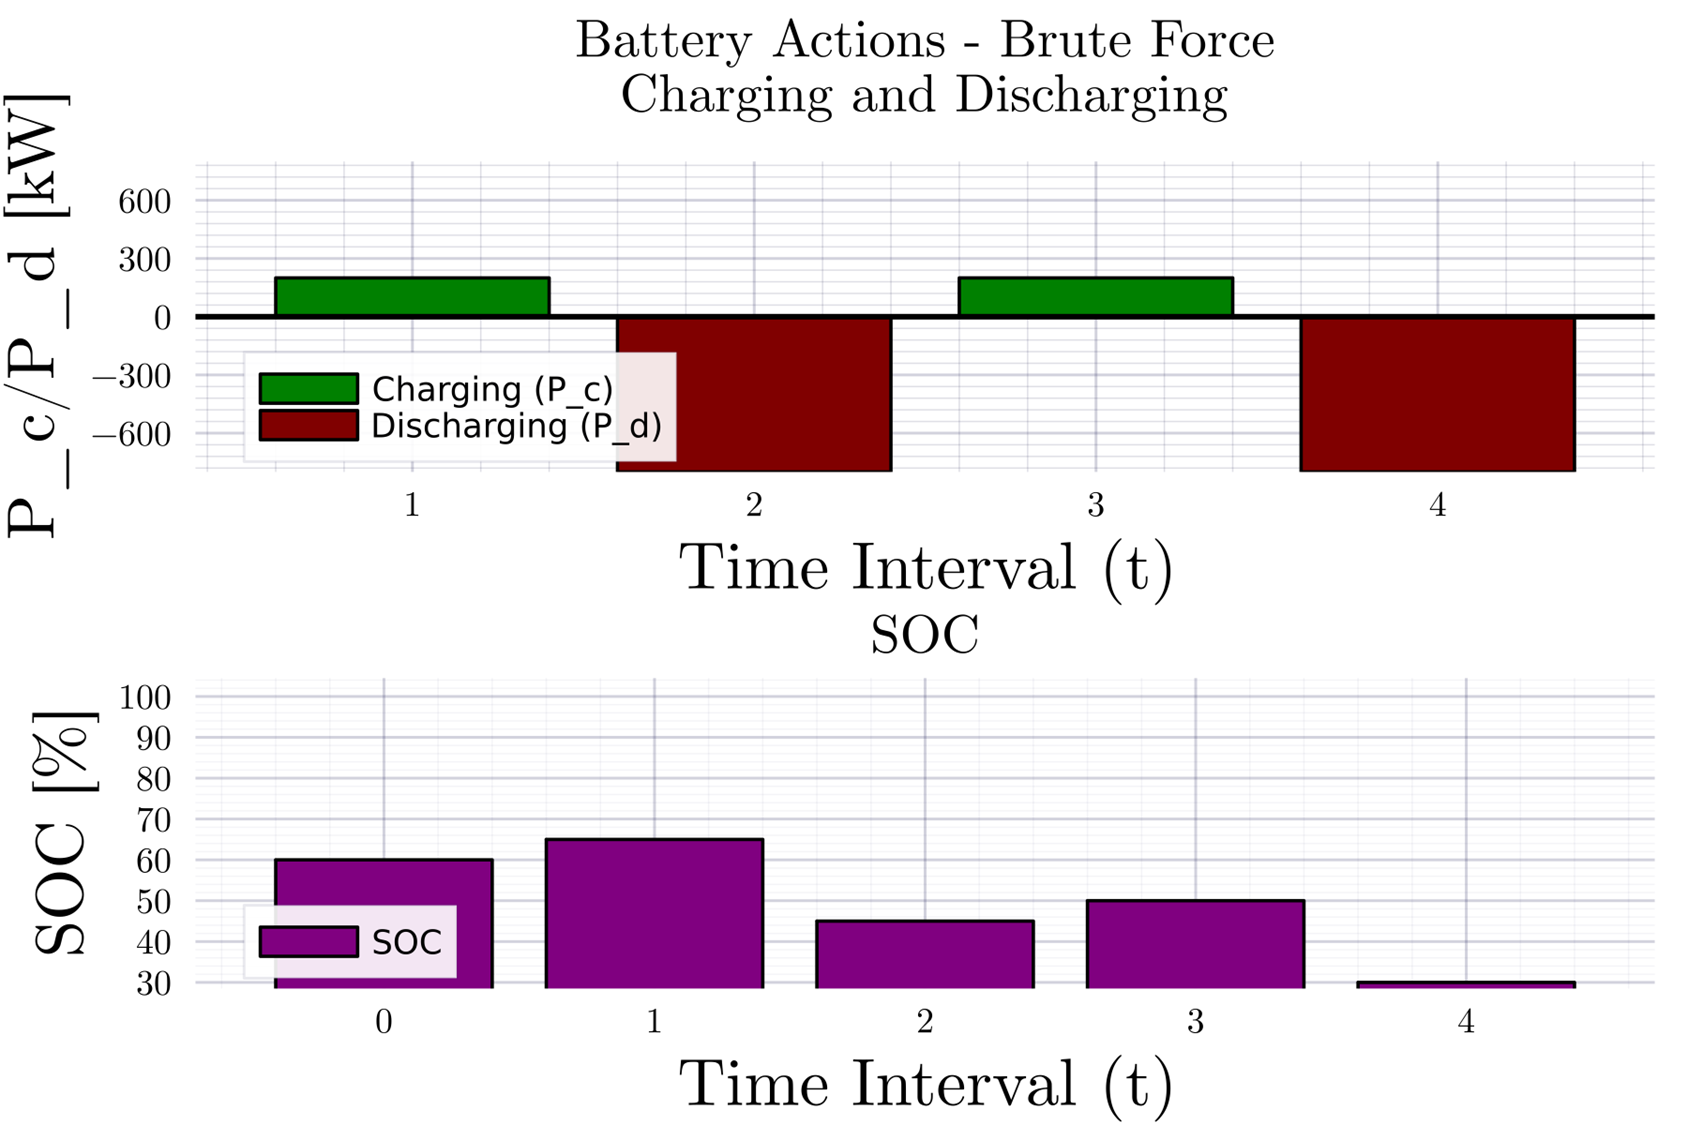 Battery Actions - Brute Force
Charging and Discharging
P_c/P_d [kW]
600
300
0
−300
−600
Charging (P_c)
Discharging (P_d)
1 2 3 4
Time Interval (t)
SOC
SOC [%]
100
90
80
70
60
50
40
30
SOC
0 1 2 3 4
Time Interval (t)